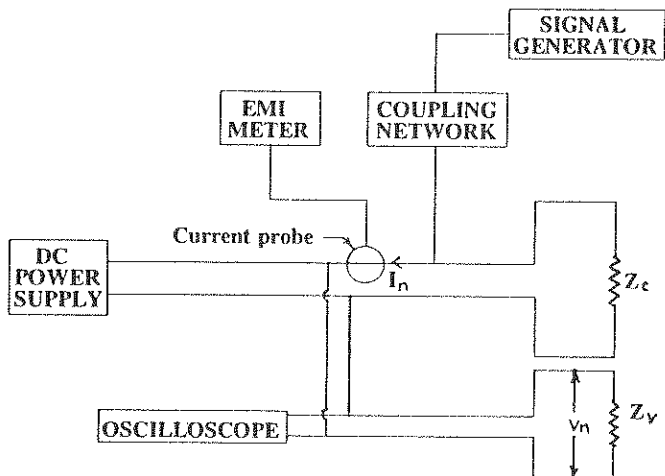 SIGNAL
GENERATOR
EMI
METER
COUPLING
NETWORK
Current probe
DC
POWER
SUPPLY
In
Zc
OSCILLOSCOPE
Vn
Zv